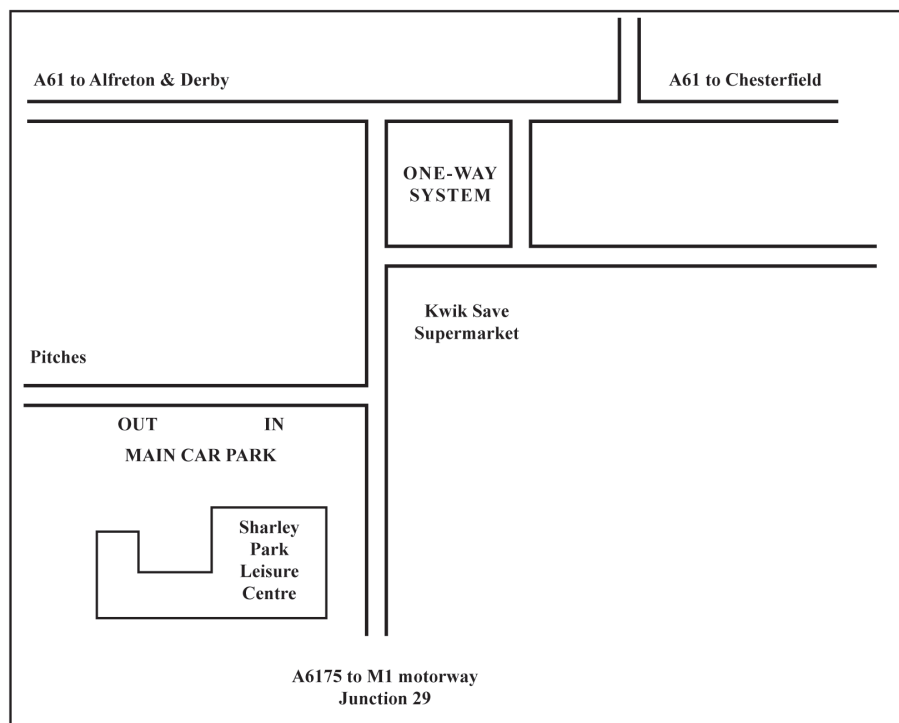 A61 to Alfreton & Derby
A61 to Chesterfield
ONE-WAY
SYSTEM
Kwik Save
Supermarket
Pitches
OUT
IN
MAIN CAR PARK
Sharley
Park
Leisure
Centre
A6175 to M1 motorway
Junction 29